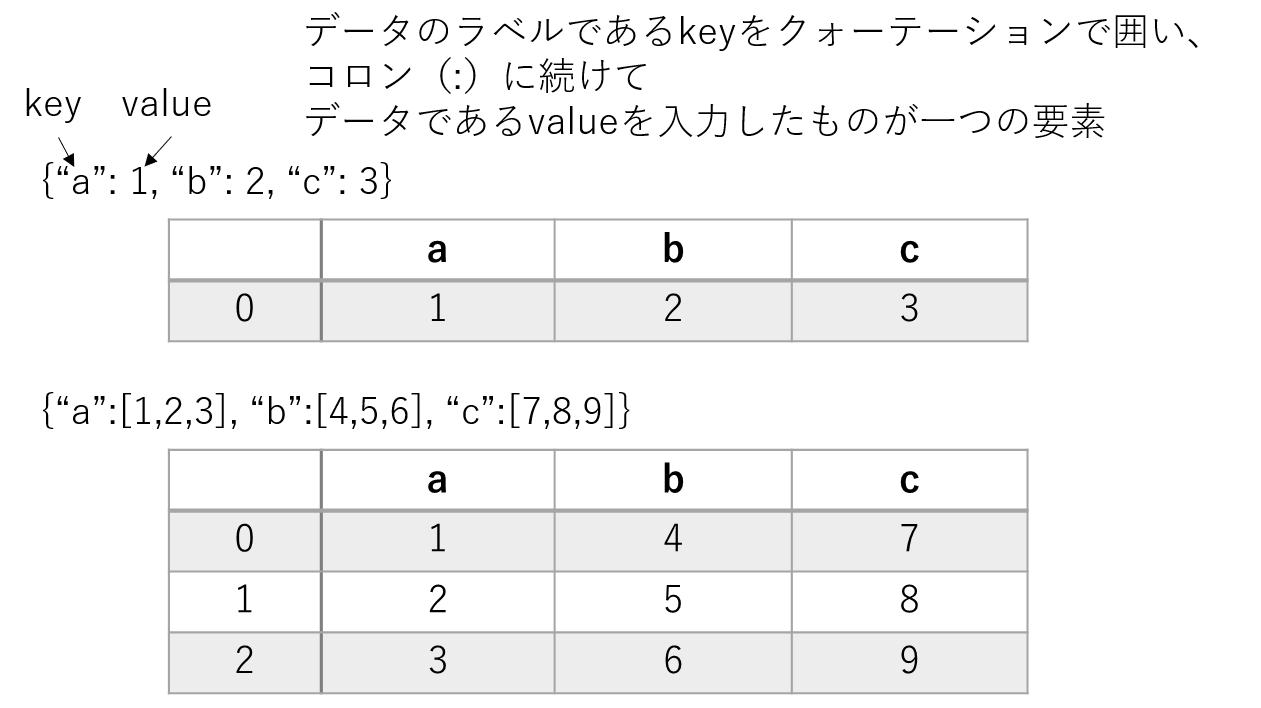 データのラベルであるkeyをクォーテーションで囲い、
コロン（:）に続けて
データであるvalueを入力したものが一つの要素
key value
{“a”: 1, “b”: 2, “c”: 3}
a b c
0 1 2 3
{“a”:[1,2,3], “b”:[4,5,6], “c”:[7,8,9]}
a b c
0 1 4 7
1 2 5 8
2 3 6 9